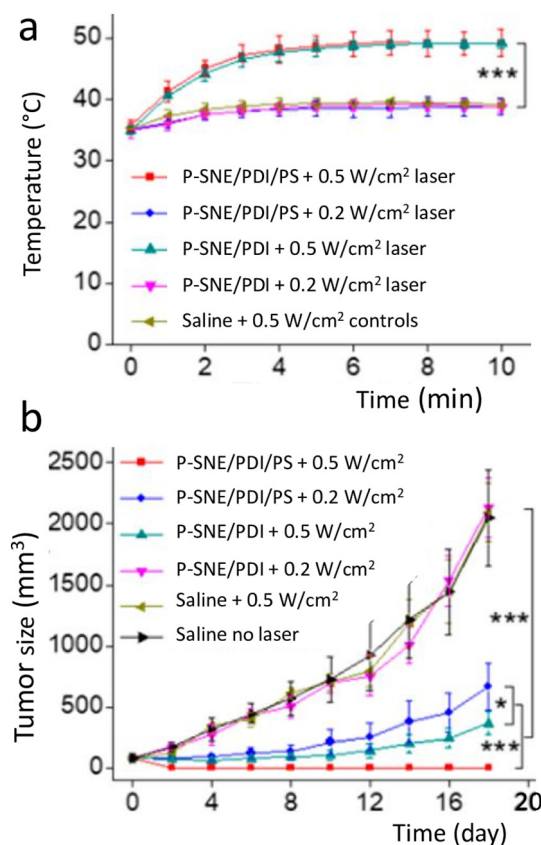 a
50
40
30
20
10
0
Temperature (°C)
***
P-SNE/PDI/PS + 0.5 W/cm² laser
P-SNE/PDI/PS + 0.2 W/cm² laser
P-SNE/PDI + 0.5 W/cm² laser
P-SNE/PDI + 0.2 W/cm² laser
Saline + 0.5 W/cm² controls
0 2 4 6 8 10
Time (min)
b
2500
2000
1500
1000
500
0
Tumor size (mm³)
P-SNE/PDI/PS + 0.5 W/cm²
P-SNE/PDI/PS + 0.2 W/cm²
P-SNE/PDI + 0.5 W/cm²
P-SNE/PDI + 0.2 W/cm²
Saline + 0.5 W/cm²
Saline no laser
***
*
***
0 4 8 12 16 20
Time (day)